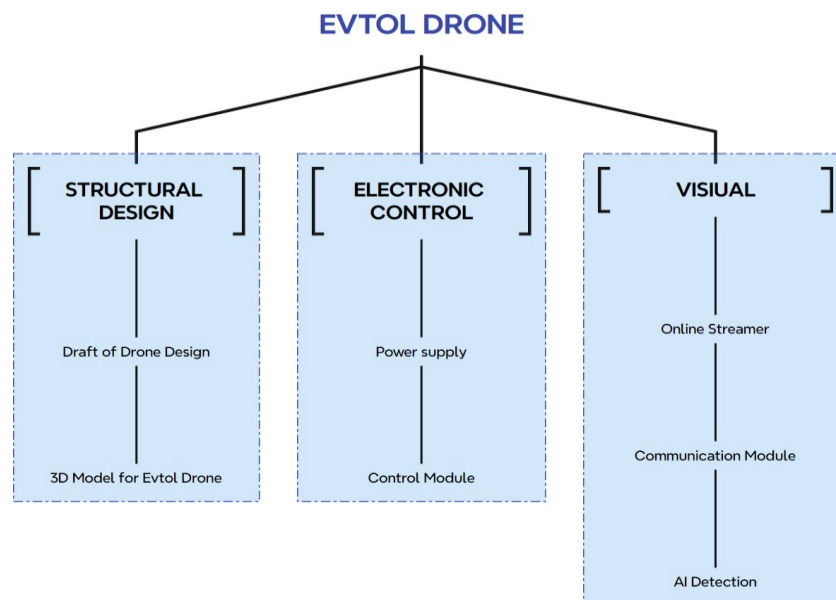 EVTOL DRONE
STRUCTURAL
DESIGN
Draft of Drone Design
3D Model for Evtol Drone
ELECTRONIC
CONTROL
Power supply
Control Module
VISIUAL
Online Streamer
Communication Module
AI Detection